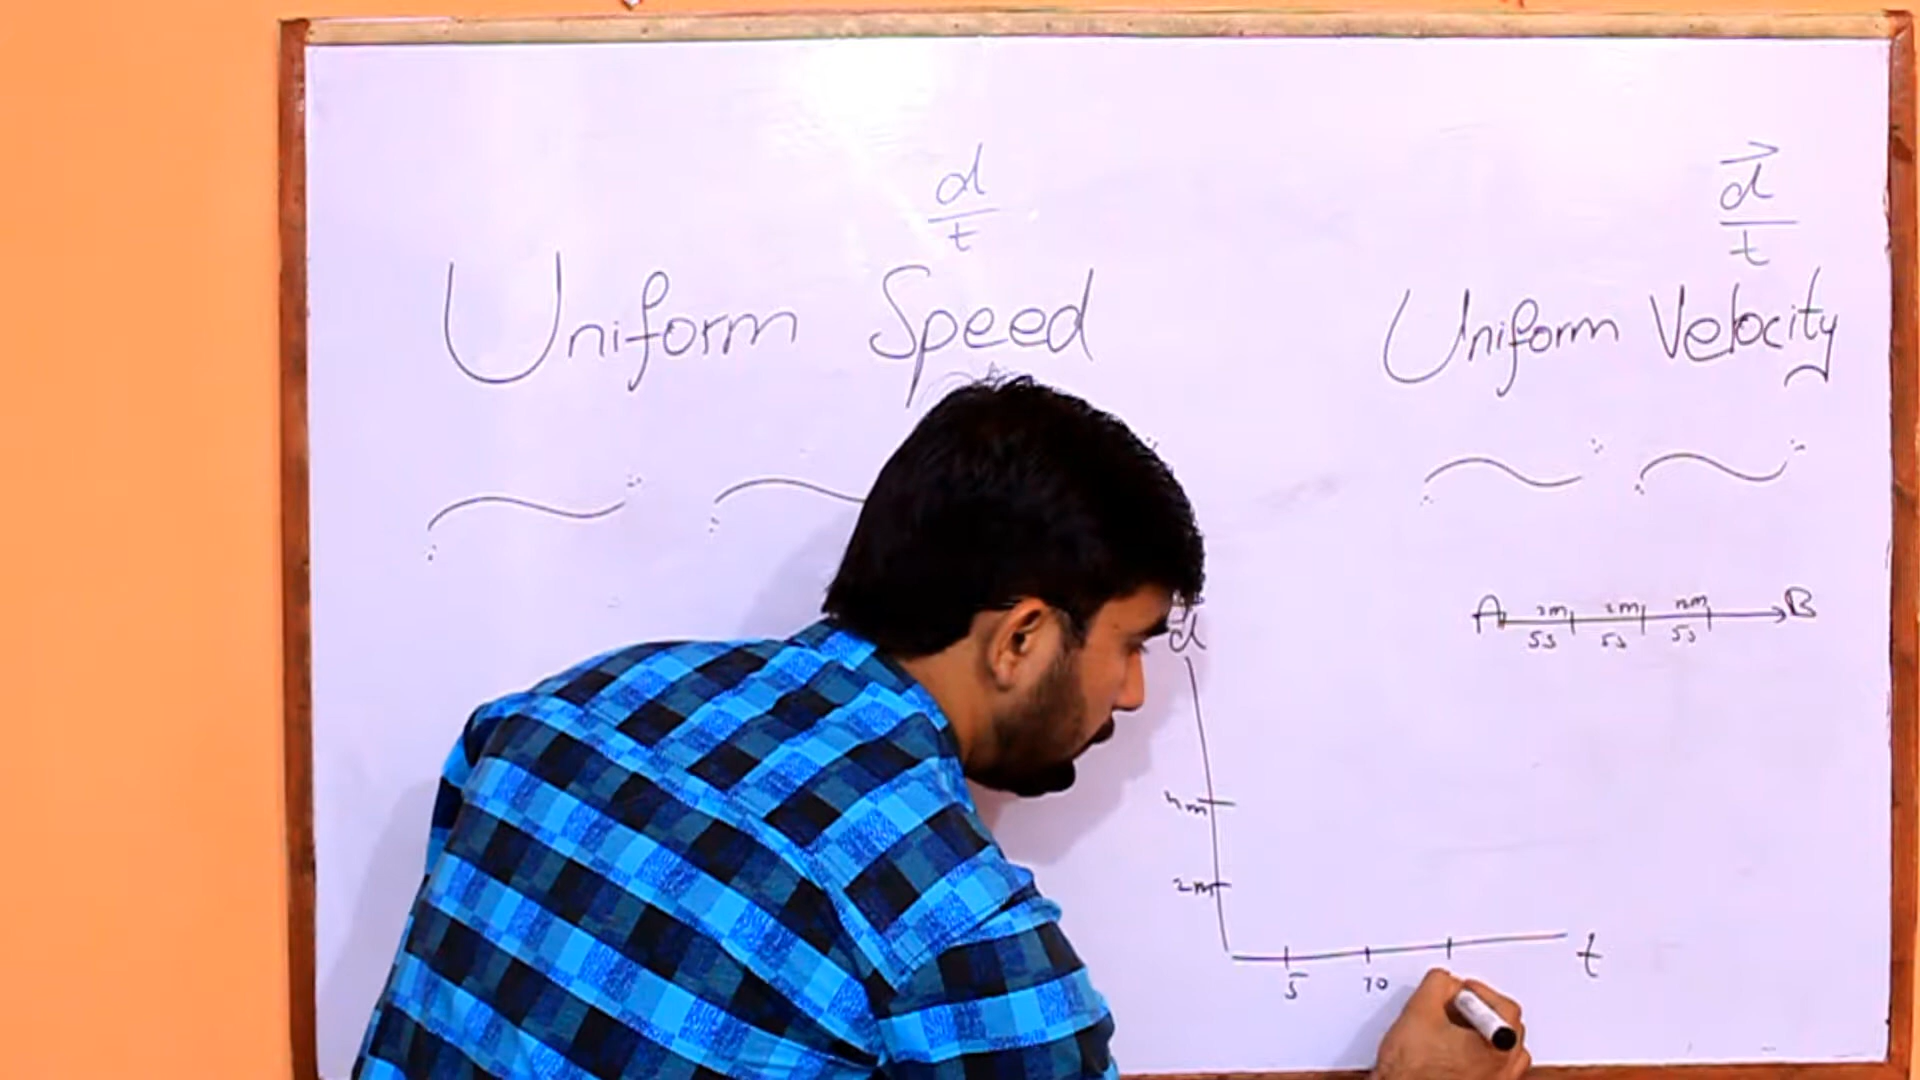 d
t
d
t
Uniform Speed
Uniform Velocity
A 2m 2m 2m B
5s 5s 5s
d
4m
2m
t
5 10